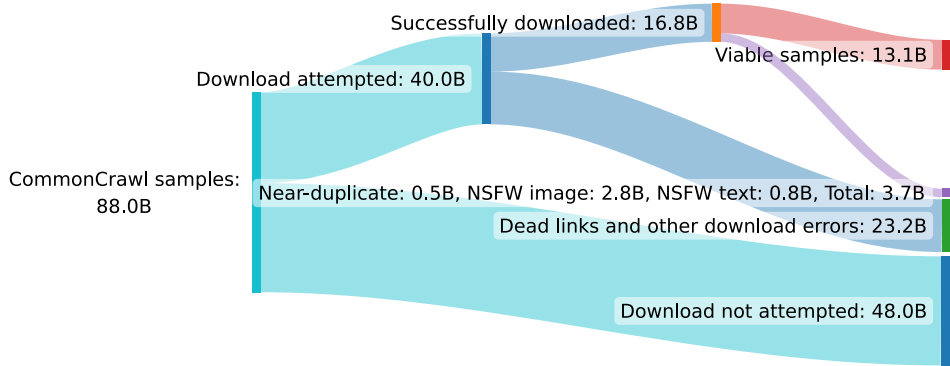 Successfully downloaded: 16.8B
Viable samples: 13.1B
Download attempted: 40.0B
CommonCrawl samples:
88.0B
Near-duplicate: 0.5B, NSFW image: 2.8B, NSFW text: 0.8B, Total: 3.7B
Dead links and other download errors: 23.2B
Download not attempted: 48.0B